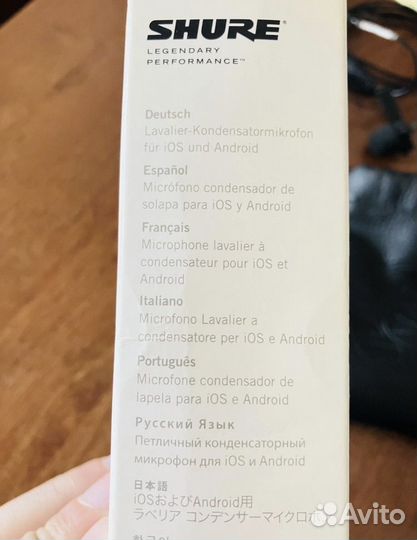 SHURE®
LEGENDARY
PERFORMANCE™
Deutsch
Lavalier-Kondensatormikrofon
für iOS und Android
Español
Micrófono condensador de
solapa para iOS y Android
Français
Microphone lavalier à
condensateur pour iOS et
Android
Italiano
Microfono Lavalier a
condensatore per iOS e Android
Português
Microfone condensador de
lapela para iOS e Android
Русский Язык
Петличный конденсаторный
микрофон для iOS и Android
日本語
iOSおよびAndroid用
ラベリア コンデンサーマイクロホ
한국어
Avito